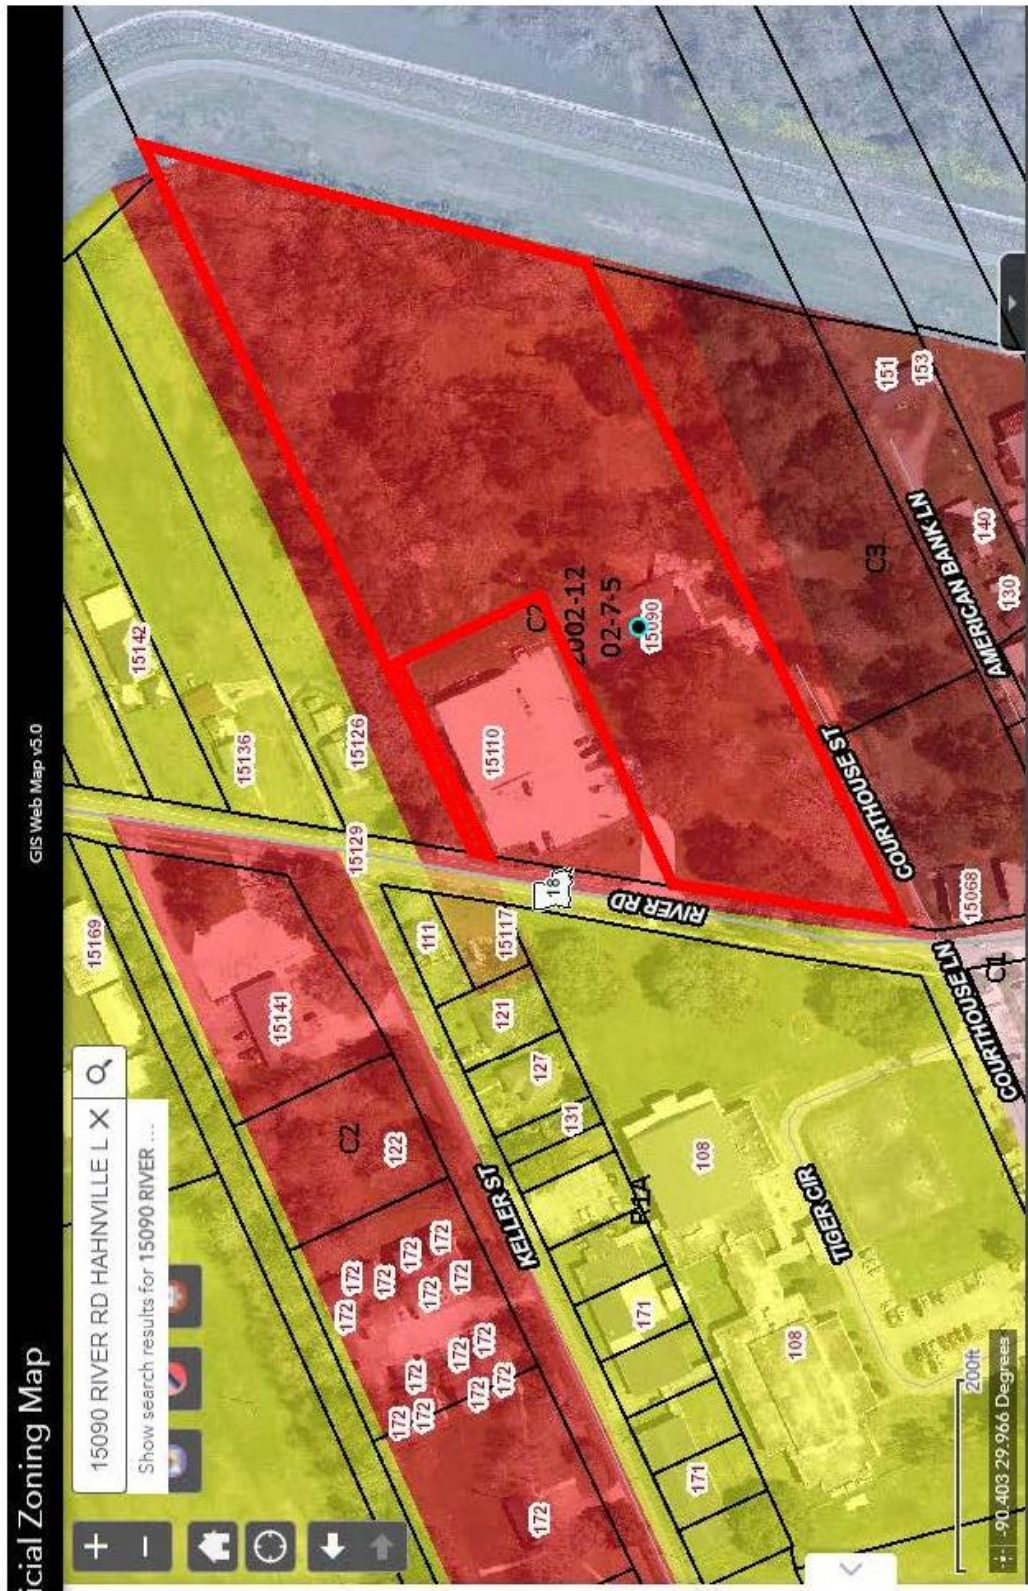 icial Zoning Map
GIS Web Map v5.0
15090 RIVER RD HAHNVILLE L
Show search results for 15090 RIVER ...
15169
15142
15136
15126
15129
15141
C2
122
111
15117
121
127
131
15110
18
RIVER RD
C2
2002-12
02-7-5
15090
KELLER ST
172
172
172
172
172
172
172
172
172
172
172
172
172
172
R1A
108
108
171
171
TIGER CIR
COURTHOUSE ST
COURTHOUSE LN
C1
15068
C3
AMERICAN BANK LN
151
153
140
130
200ft
-90.403 29.966 Degrees